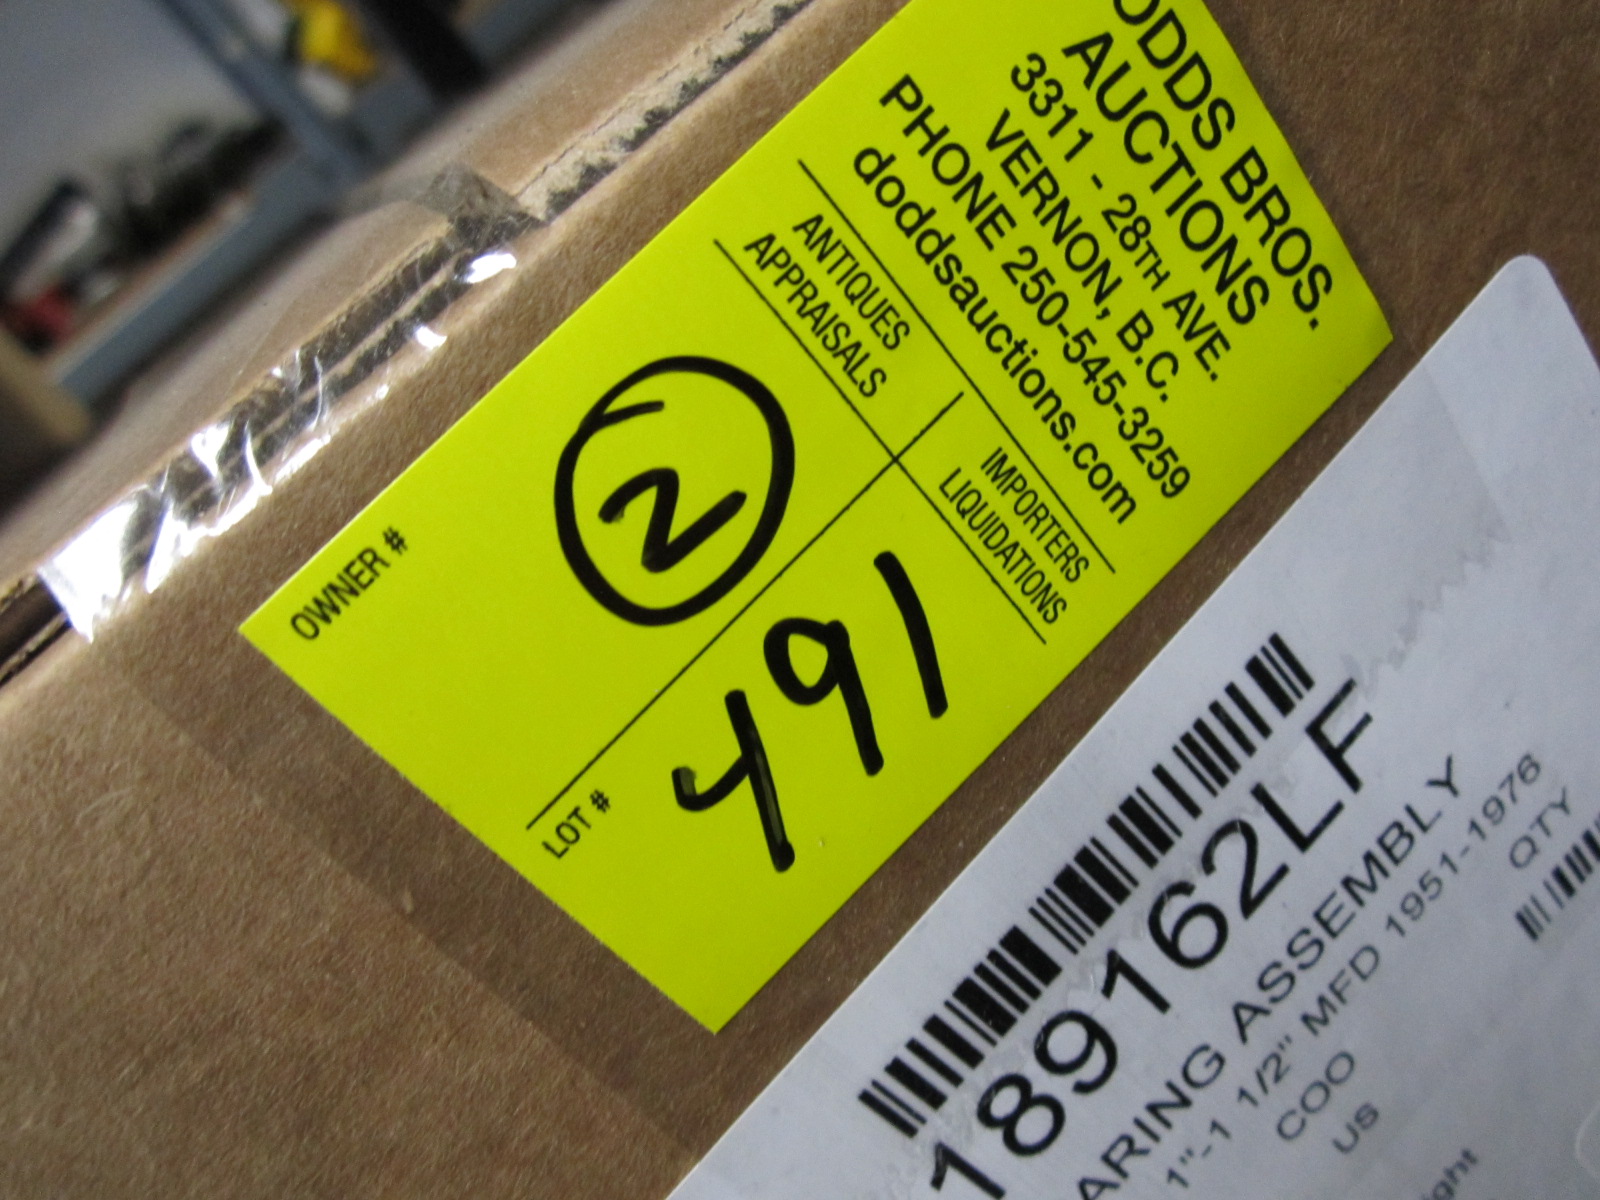 ODDS BROS.
AUCTIONS
3311 - 28TH AVE.
VERNON, B.C.
PHONE 250-545-3259
doddsauctions.com
ANTIQUES
APPRAISALS
IMPORTERS
LIQUIDATIONS
OWNER #
2
LOT #
491
189162LF
ARING ASSEMBLY
1"-1 1/2" MFD 1951-1976
COO
QTY
US
ght